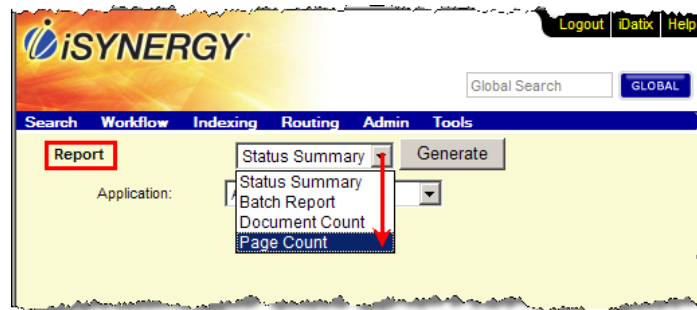 Logout iDatix Help
iSYNERGY
Global Search GLOBAL
Search Workflow Indexing Routing Admin Tools
Report Status Summary Generate
Application:
Status Summary
Batch Report
Document Count
Page Count